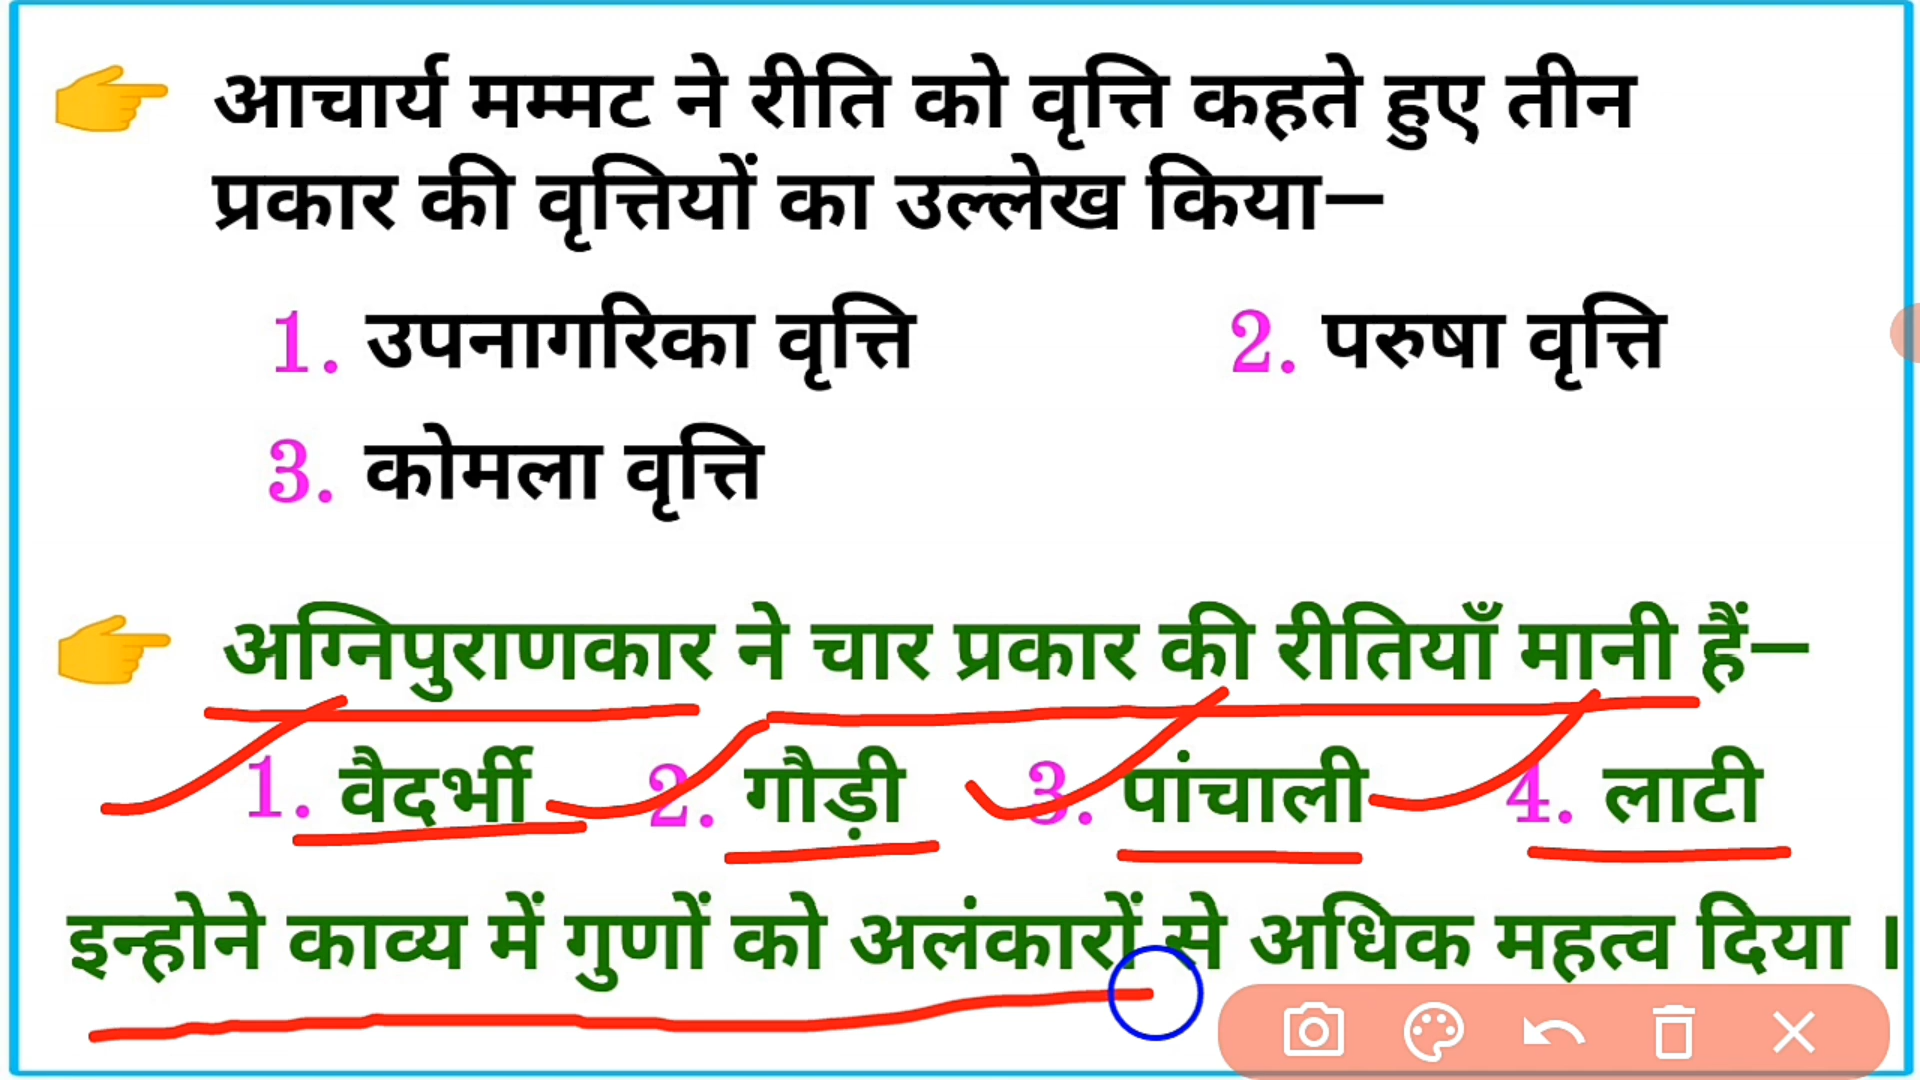 आचार्य मम्मट ने रीति को वृत्ति कहते हुए तीन
प्रकार की वृत्तियों का उल्लेख किया–
1. उपनागरिका वृत्ति 2. परुषा वृत्ति
3. कोमला वृत्ति
अग्निपुराणकार ने चार प्रकार की रीतियाँ मानी हैं–
1. वैदर्भी 2. गौड़ी 3. पांचाली 4. लाटी
इन्होने काव्य में गुणों को अलंकारों से अधिक महत्व दिया ।